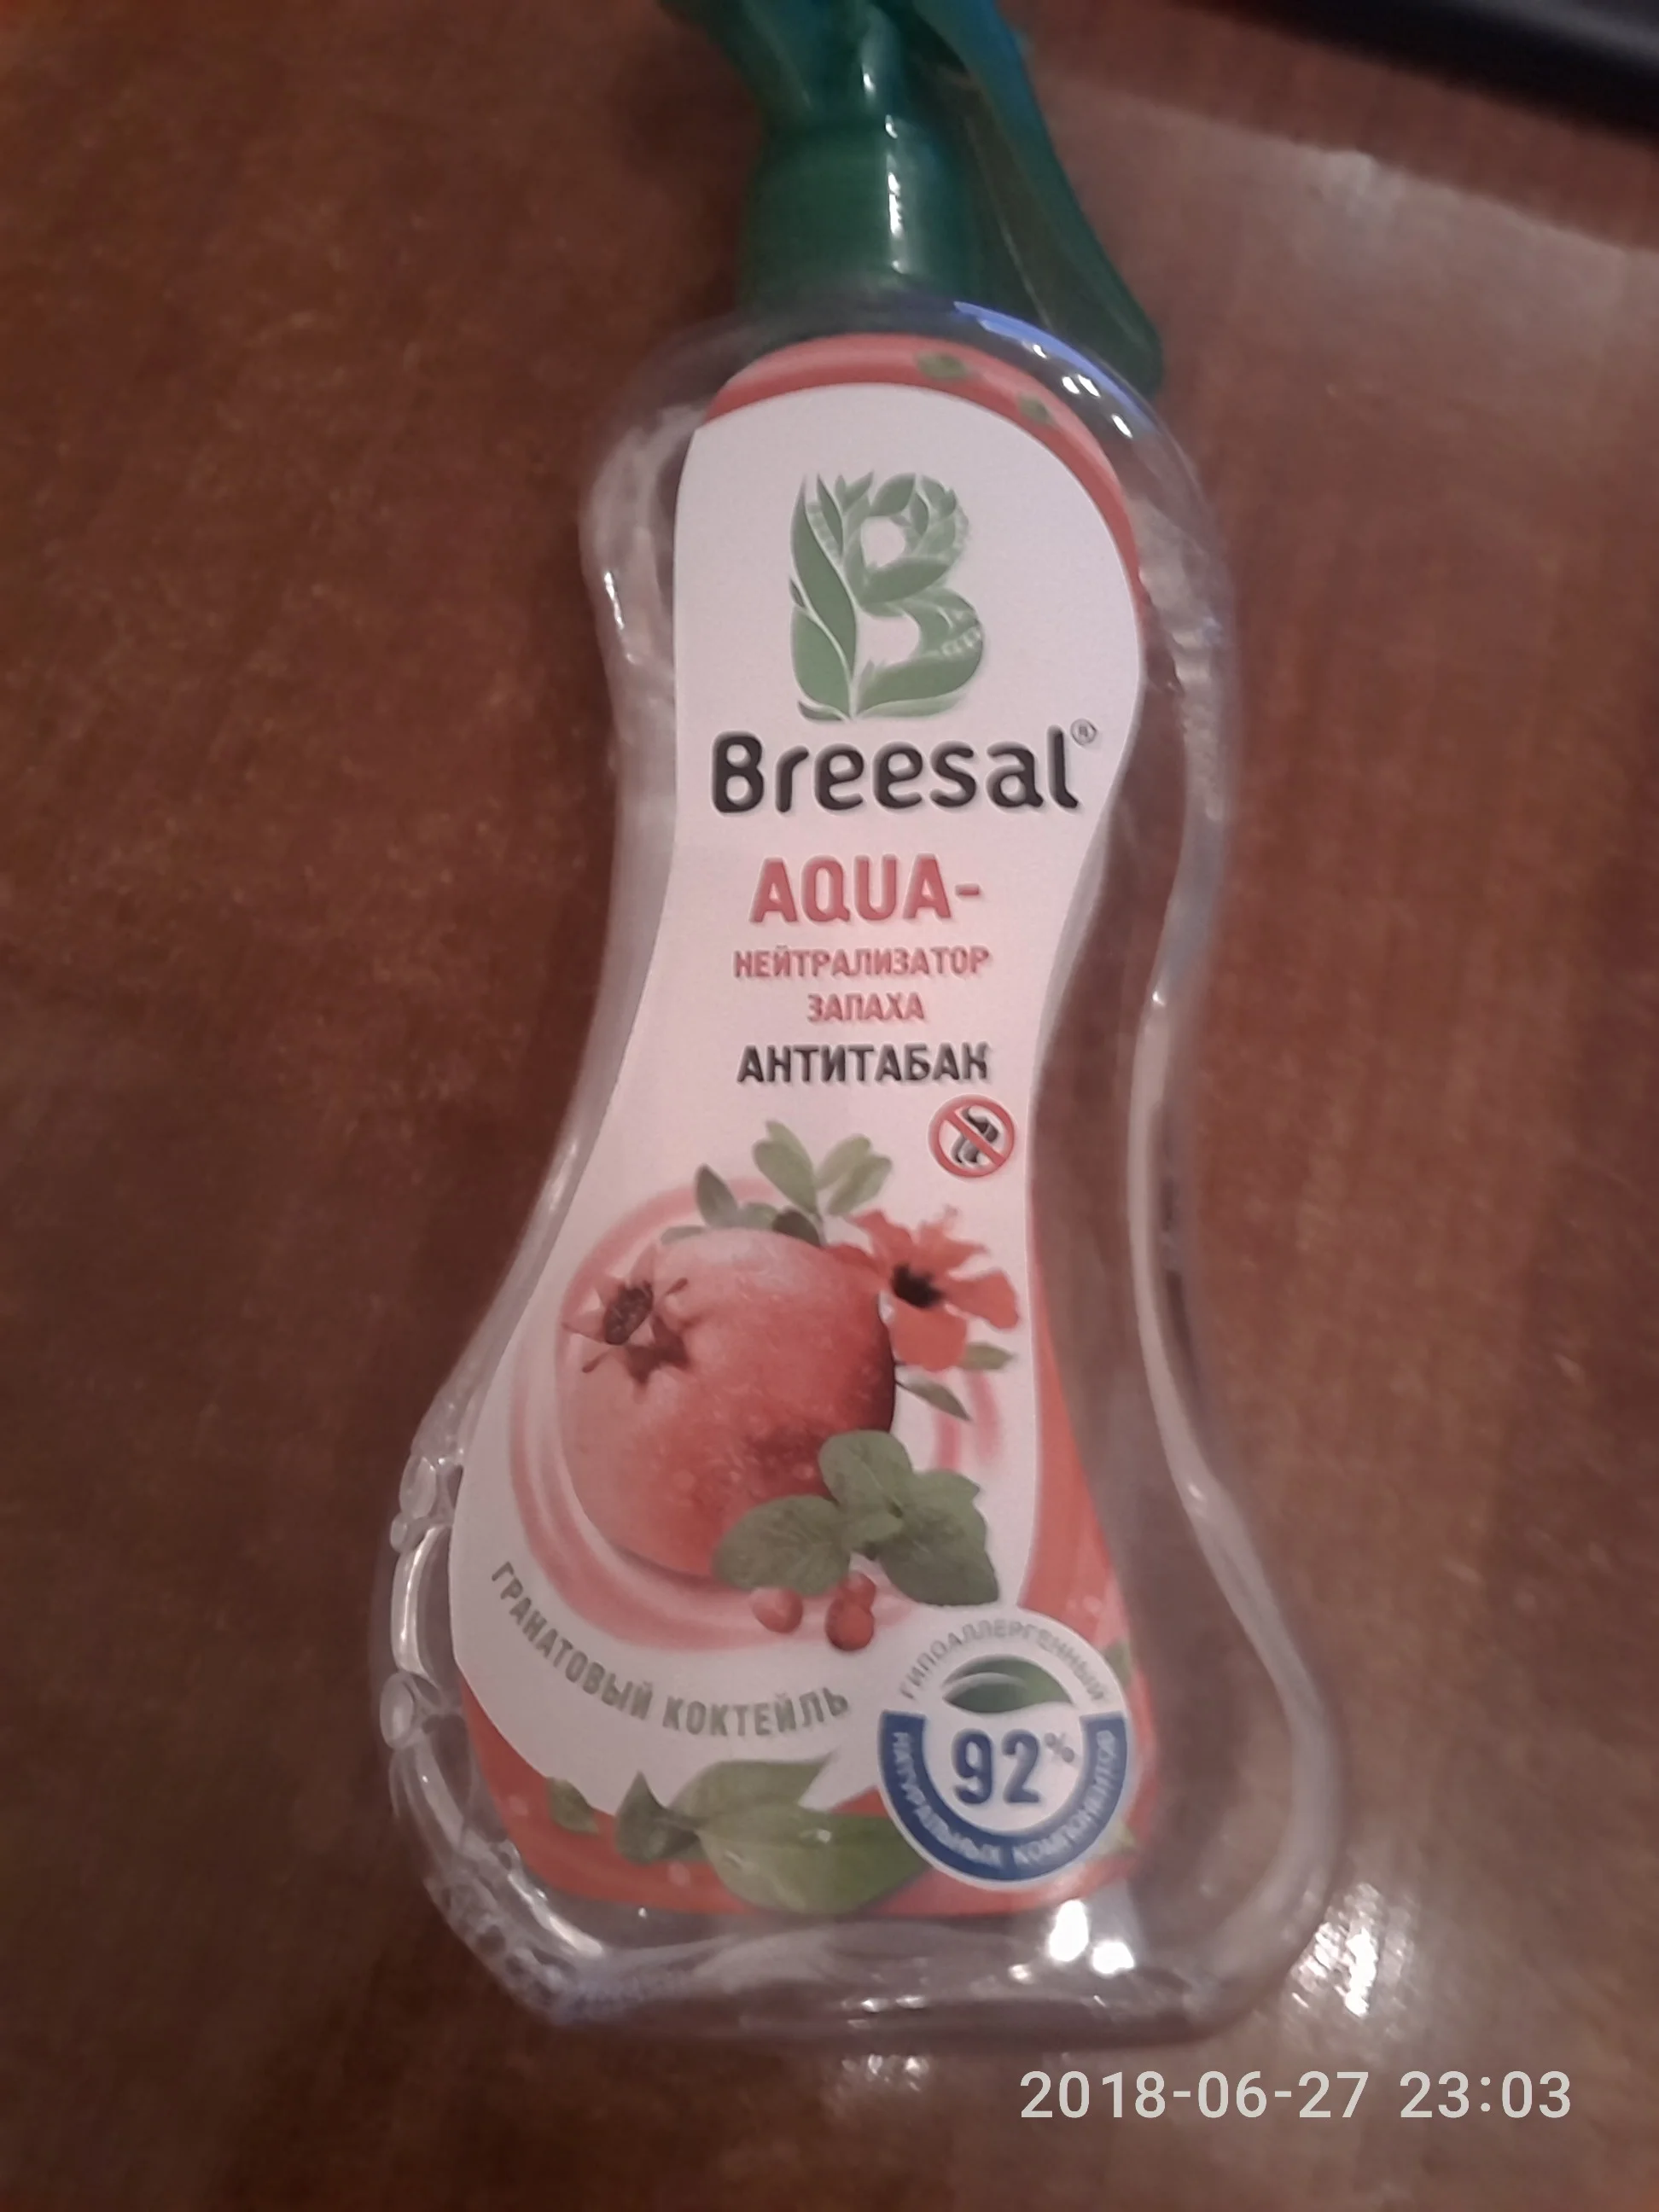 Breesal®
AQUA-
НЕЙТРАЛИЗАТОР
ЗАПАХА
АНТИТАБАК
ГРАНАТОВЫЙ КОКТЕЙЛЬ
ГИПОАЛЛЕРГЕННЫЙ
92%
НАТУРАЛЬНЫХ КОМПОНЕНТОВ
2018-06-27 23:03